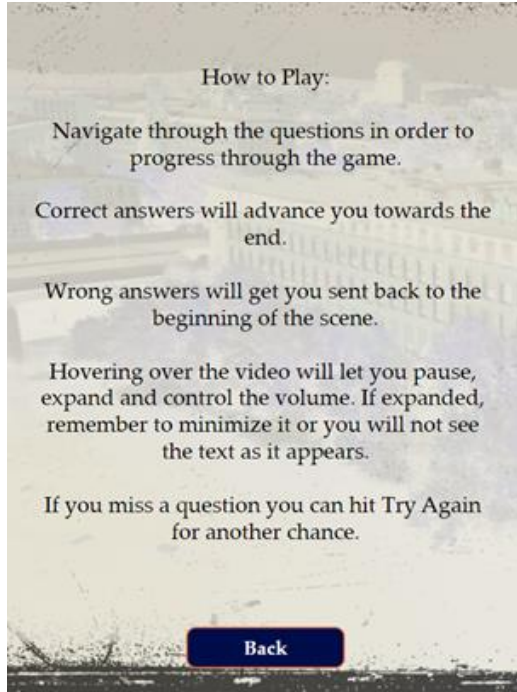 How to Play:
Navigate through the questions in order to
progress through the game.
Correct answers will advance you towards the
end.
Wrong answers will get you sent back to the
beginning of the scene.
Hovering over the video will let you pause,
expand and control the volume. If expanded,
remember to minimize it or you will not see
the text as it appears.
If you miss a question you can hit Try Again
for another chance.
Back